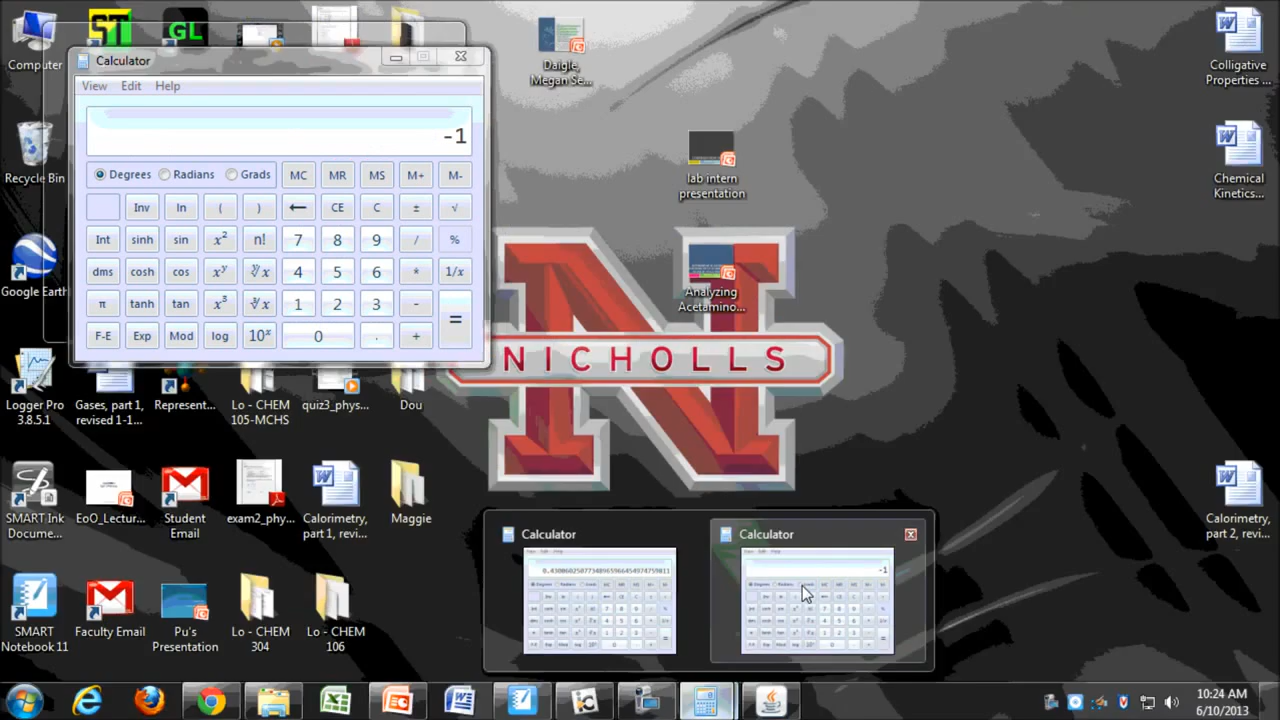 Computer
ST
GL
Daigle,
Megan Se...
Colligative
Properties ...
Recycle Bin
lab intern
presentation
Chemical
Kinetics...
Google Earth
Analyzing
Acetamino...
NICHOLLS
Calculator
View Edit Help
-1
Degrees Radians Grads MC MR MS M+ M-
Inv ln ( ) ← CE C ± √
Int sinh sin x² n! 7 8 9 / %
dms cosh cos xʸ ʸ√x 4 5 6 * 1/x
π tanh tan x³ ³√x 1 2 3 - =
F-E Exp Mod log 10ˣ 0 . +
Logger Pro
3.8.5.1
Gases, part 1,
revised 1-1...
Represent...
Lo - CHEM
105-MCHS
quiz3_phys...
Dou
SMART Ink
Docume...
EoO_Lectur...
Student
Email
exam2_phy...
Calorimetry,
part 1, revi...
Maggie
Calorimetry,
part 2, revi...
SMART
Notebook 11
Faculty Email
Pu's
Presentation
Lo - CHEM
304
Lo - CHEM
106
Calculator
Calculator
-1
10:24 AM
6/10/2013